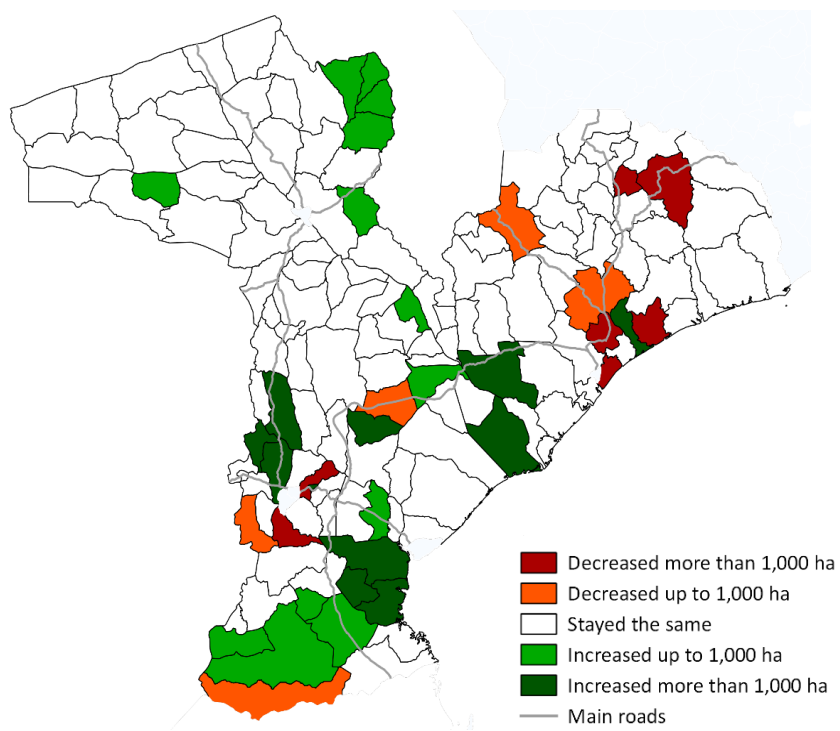 Decreased more than 1,000 ha
Decreased up to 1,000 ha
Stayed the same
Increased up to 1,000 ha
Increased more than 1,000 ha
Main roads